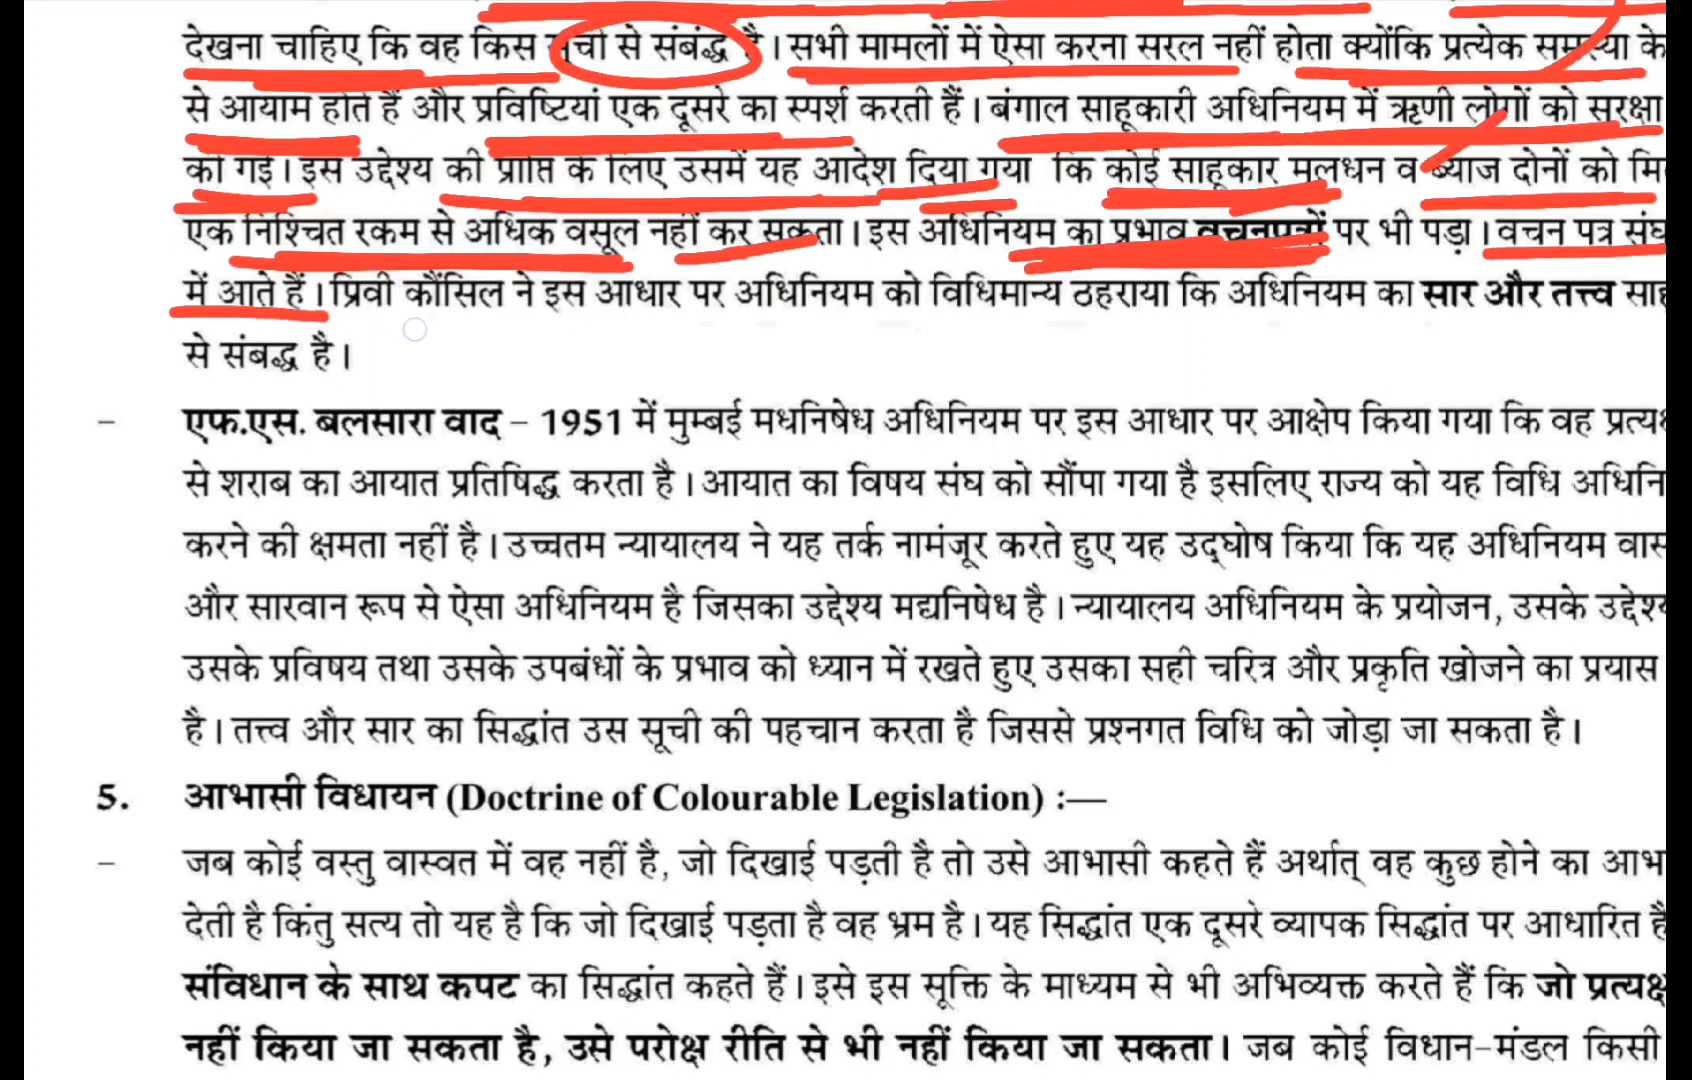 देखना चाहिए कि वह किस सूची से संबंद्ध है। सभी मामलों में ऐसा करना सरल नहीं होता क्योंकि प्रत्येक समस्या के
से आयाम होते हैं और प्रविष्टियां एक दूसरे का स्पर्श करती हैं। बंगाल साहूकारी अधिनियम में ऋणी लोगों को सुरक्षा
की गई। इस उद्देश्य की प्राप्ति के लिए उसमें यह आदेश दिया गया कि कोई साहूकार मूलधन व ब्याज दोनों को
एक निश्चित रकम से अधिक वसूल नहीं कर सकता। इस अधिनियम का प्रभाव वचनपत्रों पर भी पड़ा। वचन पत्र संघ
में आते हैं। प्रिवी कौंसिल ने इस आधार पर अधिनियम को विधिमान्य ठहराया कि अधिनियम का सार और तत्त्व
से संबद्ध है।
– एफ.एस. बलसारा वाद – 1951 में मुम्बई मधनिषेध अधिनियम पर इस आधार पर आक्षेप किया गया कि वह
से शराब का आयात प्रतिषिद्ध करता है। आयात का विषय संघ को सौंपा गया है इसलिए राज्य को यह विधि
करने की क्षमता नहीं है। उच्चतम न्यायालय ने यह तर्क नामंजूर करते हुए यह उद्घोष किया कि यह अधिनियम
और सारवान रूप से ऐसा अधिनियम है जिसका उद्देश्य मद्यनिषेध है। न्यायालय अधिनियम के प्रयोजन, उसके
उसके प्रविषय तथा उसके उपबंधों के प्रभाव को ध्यान में रखते हुए उसका सही चरित्र और प्रकृति खोजने का प्रयास
है। तत्त्व और सार का सिद्धांत उस सूची की पहचान करता है जिससे प्रश्नगत विधि को जोड़ा जा सकता है।
5. आभासी विधायन (Doctrine of Colourable Legislation) :—
– जब कोई वस्तु वास्वत में वह नहीं है, जो दिखाई पड़ती है तो उसे आभासी कहते हैं अर्थात् वह कुछ होने का
देती है किंतु सत्य तो यह है कि जो दिखाई पड़ता है वह भ्रम है। यह सिद्धांत एक दूसरे व्यापक सिद्धांत पर आधारित है
संविधान के साथ कपट का सिद्धांत कहते हैं। इसे इस सूक्ति के माध्यम से भी अभिव्यक्त करते हैं कि जो प्रत्यक्ष
नहीं किया जा सकता है, उसे परोक्ष रीति से भी नहीं किया जा सकता। जब कोई विधान-मंडल किसी